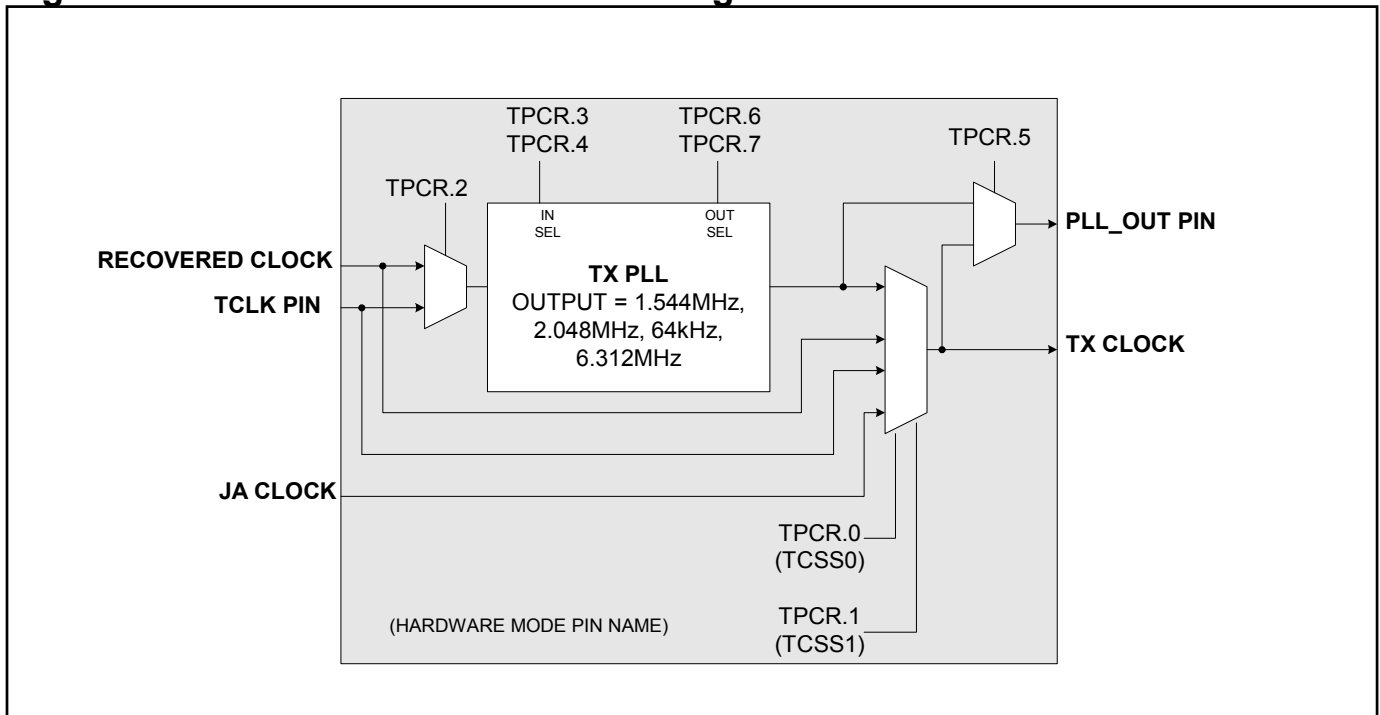 TPCR.3
TPCR.4
TPCR.6
TPCR.7
TPCR.5
TPCR.2
IN
SEL
OUT
SEL
PLL_OUT PIN
RECOVERED CLOCK
TX PLL
OUTPUT = 1.544MHz,
2.048MHz, 64kHz,
6.312MHz
TCLK PIN
TX CLOCK
JA CLOCK
TPCR.0
(TCSS0)
TPCR.1
(TCSS1)
(HARDWARE MODE PIN NAME)